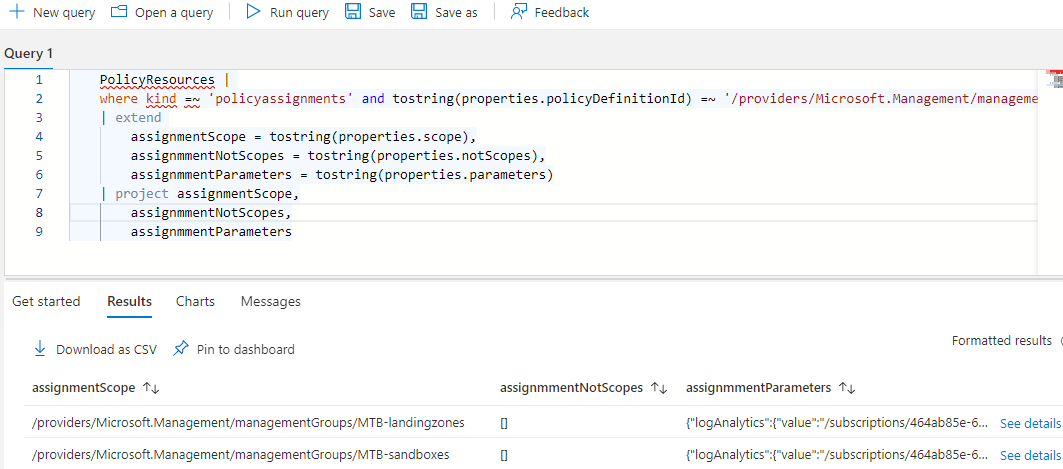 New query Open a query Run query Save Save as Feedback
Query 1
1 PolicyResources |
2 where kind =~ 'policyassignments' and tostring(properties.policyDefinitionId) =~ '/providers/Microsoft.Management/manageme
3 | extend
4 assignmentScope = tostring(properties.scope),
5 assignmmentNotScopes = tostring(properties.notScopes),
6 assignmmentParameters = tostring(properties.parameters)
7 | project assignmentScope,
8 assignmmentNotScopes,
9 assignmmentParameters
Get started Results Charts Messages
Formatted results
Download as CSV Pin to dashboard
assignmentScope ↑↓ assignmmentNotScopes ↑↓ assignmmentParameters ↑↓
/providers/Microsoft.Management/managementGroups/MTB-landingzones [] {"logAnalytics":{"value":"/subscriptions/464ab85e-6... See details
/providers/Microsoft.Management/managementGroups/MTB-sandboxes [] {"logAnalytics":{"value":"/subscriptions/464ab85e-6... See details